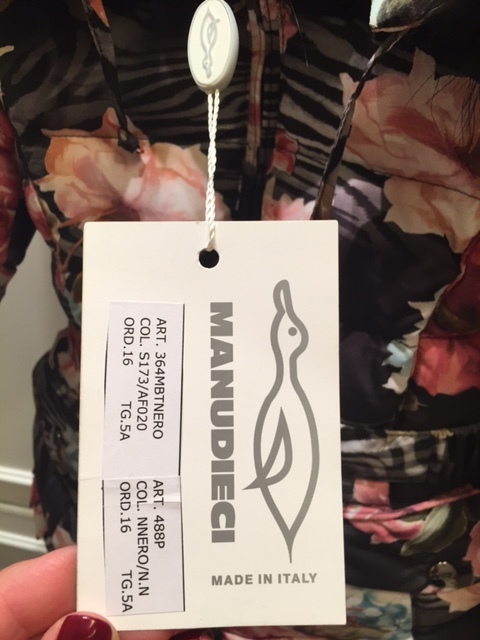 MANUDIECI
MADE IN ITALY
ART. 364MBTNERO
COL. S173/AF020
ORD.16 TG.5A
ART. 488P
COL. NNERO/N.N
ORD.16 TG.5A